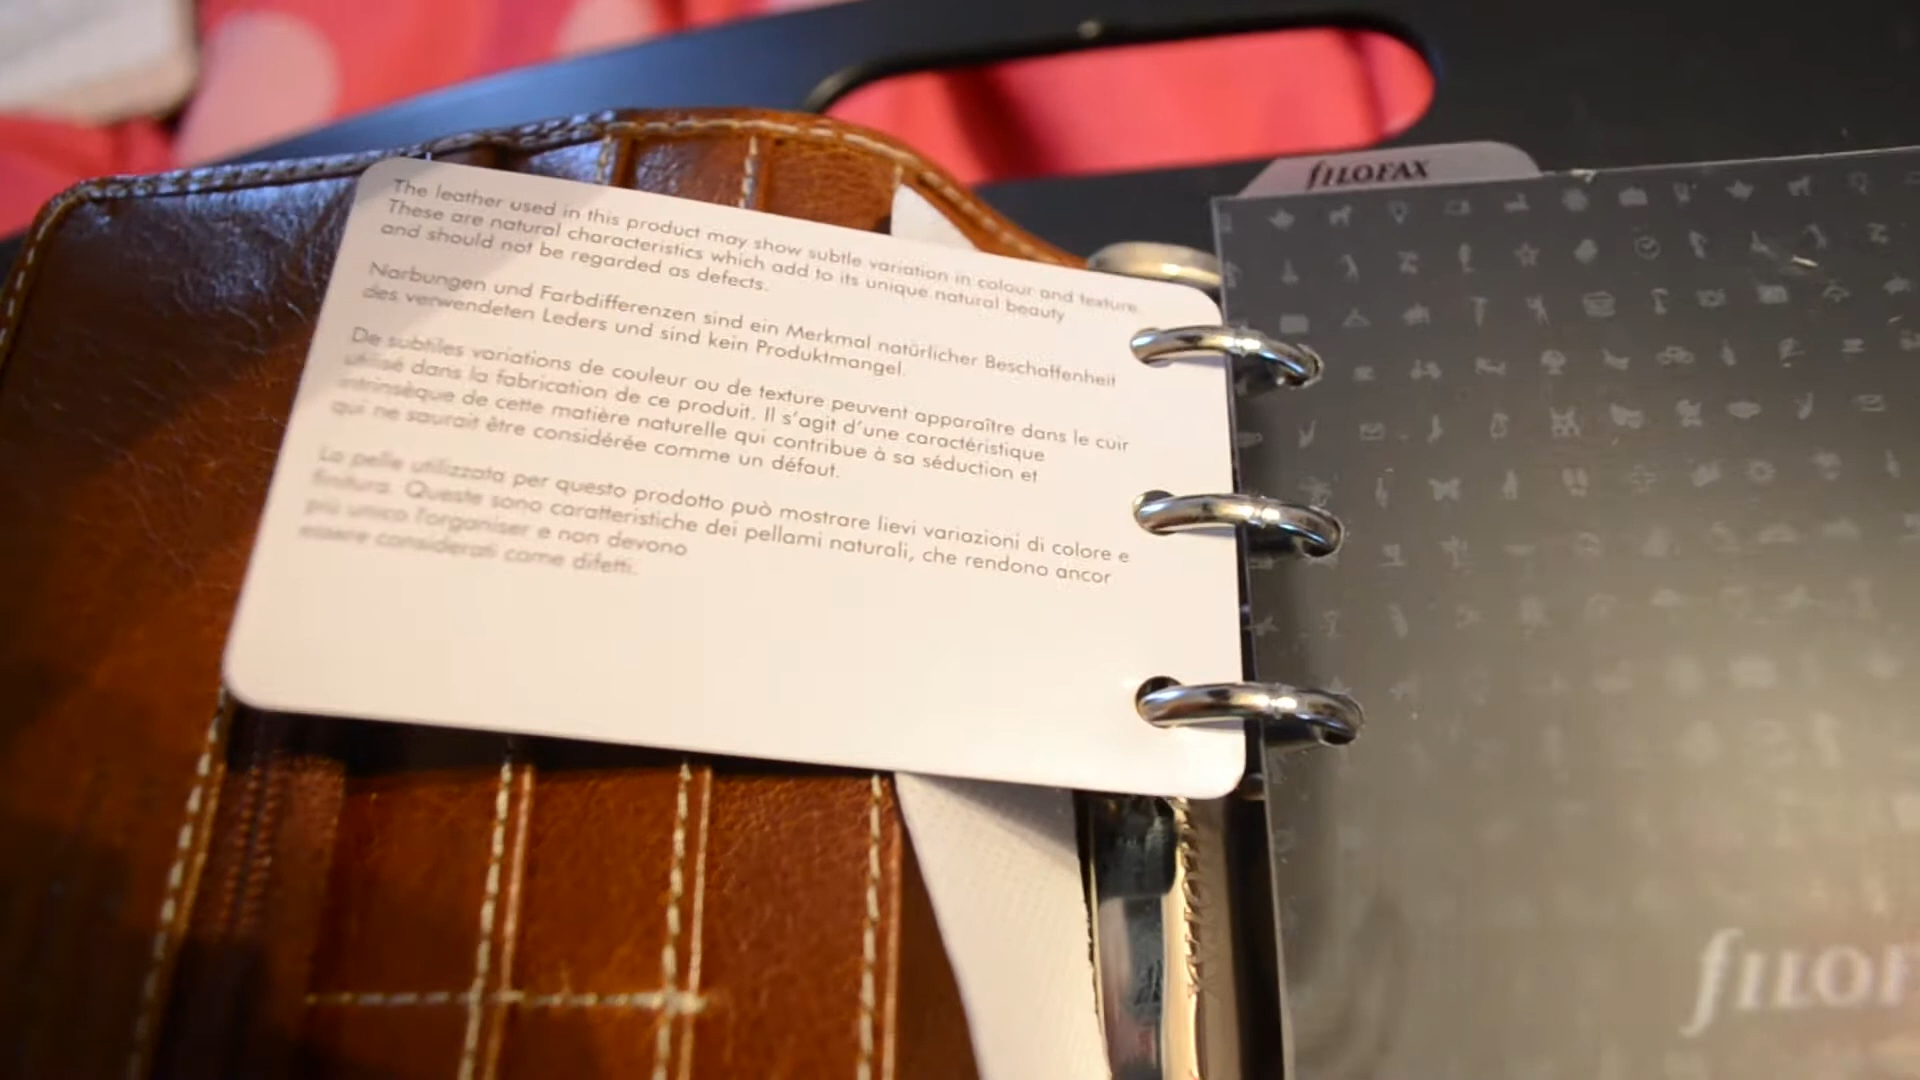 The leather used in this product may show subtle variation in colour and texture.
These are natural characteristics which add to its unique natural beauty
and should not be regarded as defects.
Narbungen und Farbdifferenzen sind ein Merkmal natürlicher Beschaffenheit
des verwendeten Leders und sind kein Produktmangel.
De subtiles variations de couleur ou de texture peuvent apparaître dans le cuir
utilisé dans la fabrication de ce produit. Il s'agit d'une caractéristique
intrinsèque de cette matière naturelle qui contribue à sa séduction et
qui ne saurait être considérée comme un défaut.
La pelle utilizzata per questo prodotto può mostrare lievi variazioni di colore e
finitura. Queste sono caratteristiche dei pellami naturali, che rendono ancor
più unico l'organiser e non devono
essere considerati come difetti.
fILOFAX
fILOF